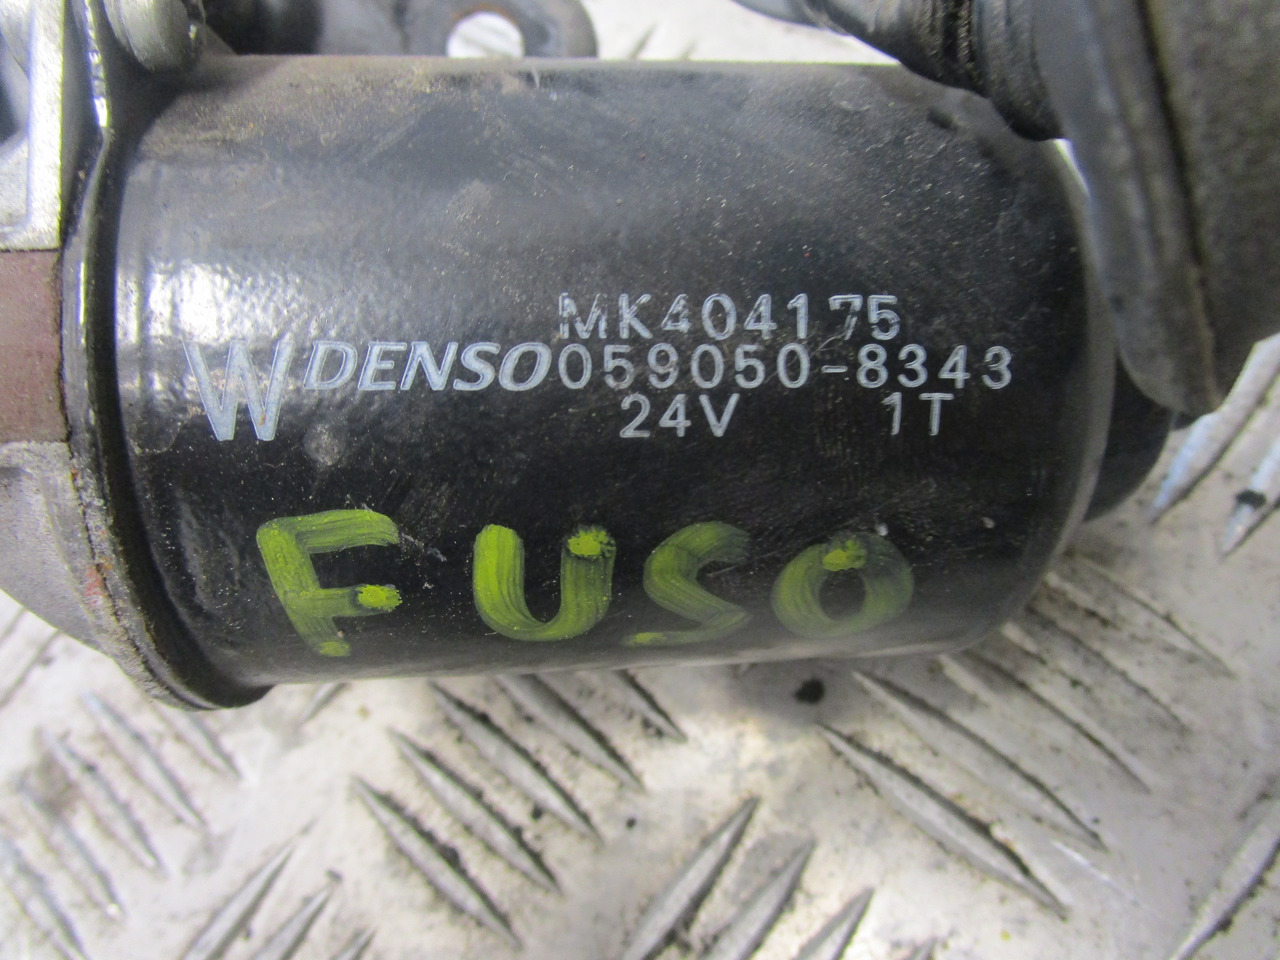 MK404175
W DENSO 059050-8343
24V 1T
FUSO